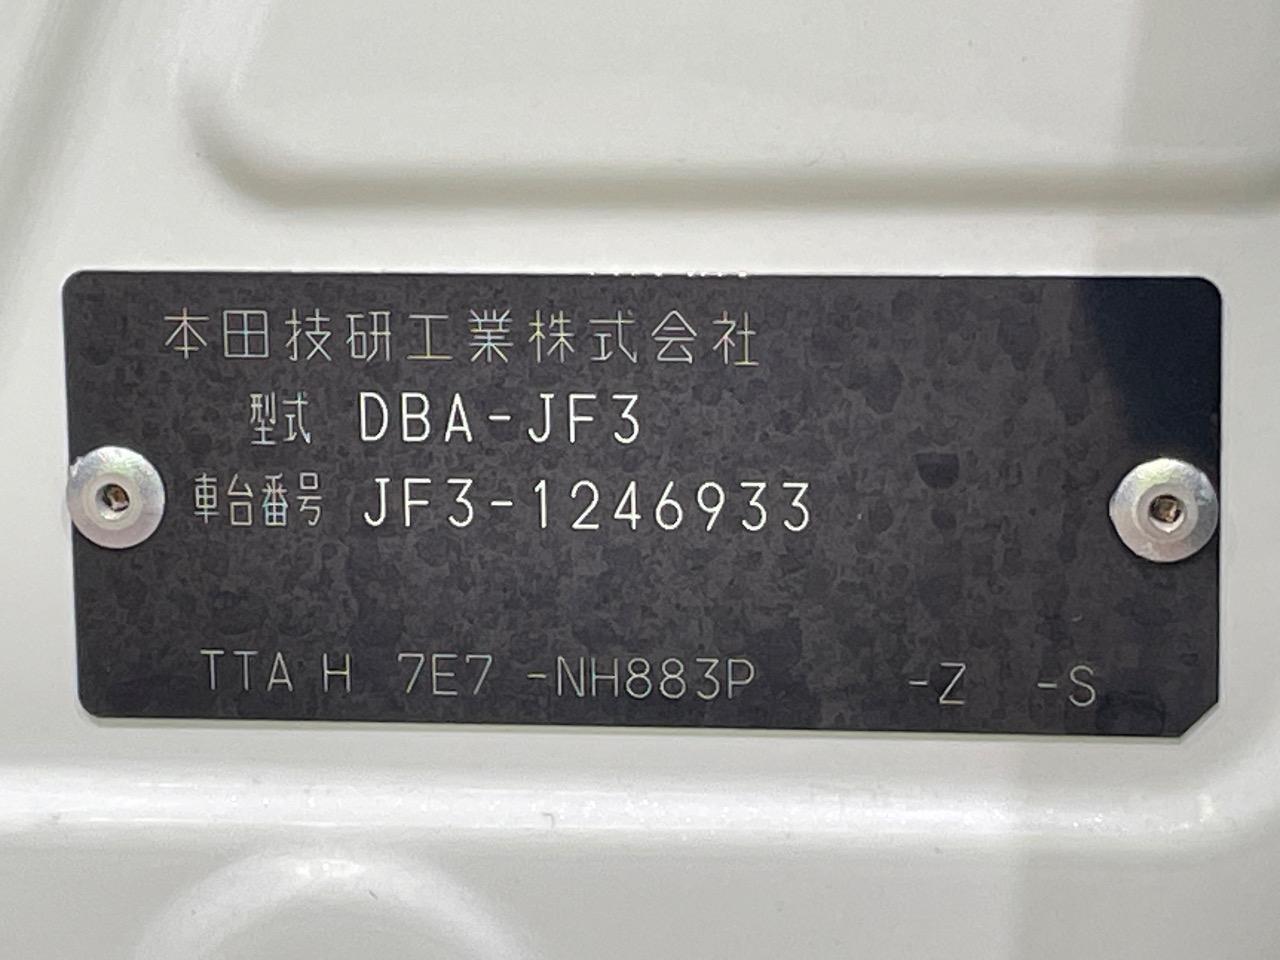 本田技研工業株式会社
型式 DBA-JF3
車台番号 JF3-1246933
TTA H 7E7 -NH883P -Z -S